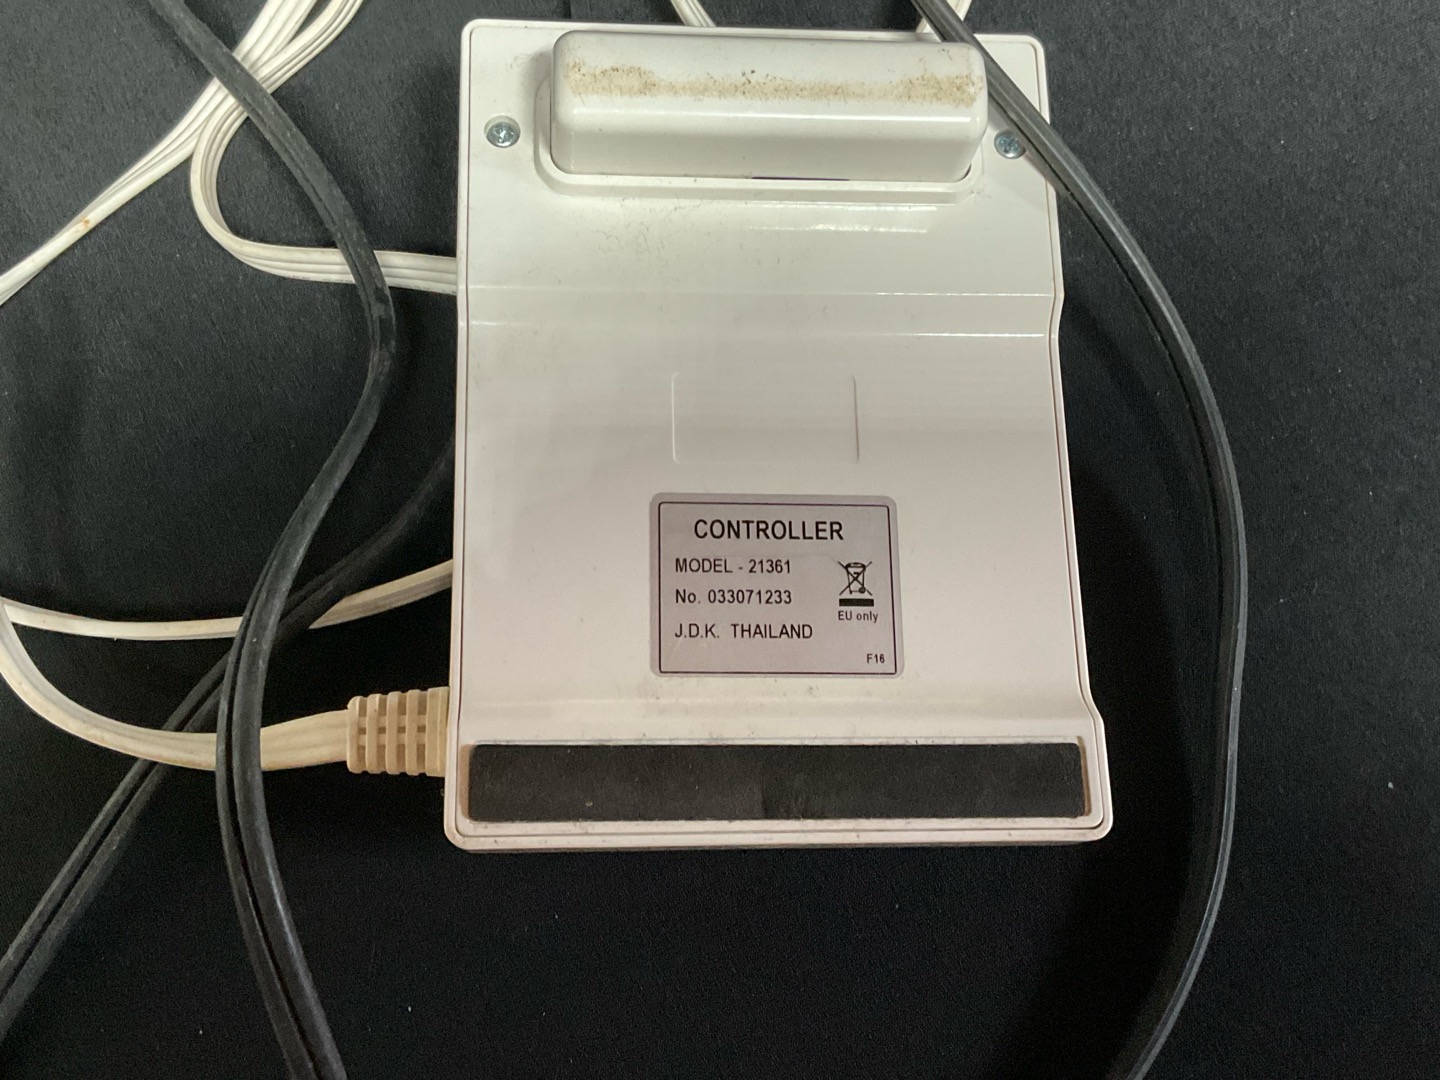 CONTROLLER
MODEL - 21361
No. 033071233
EU only
J.D.K. THAILAND
F16